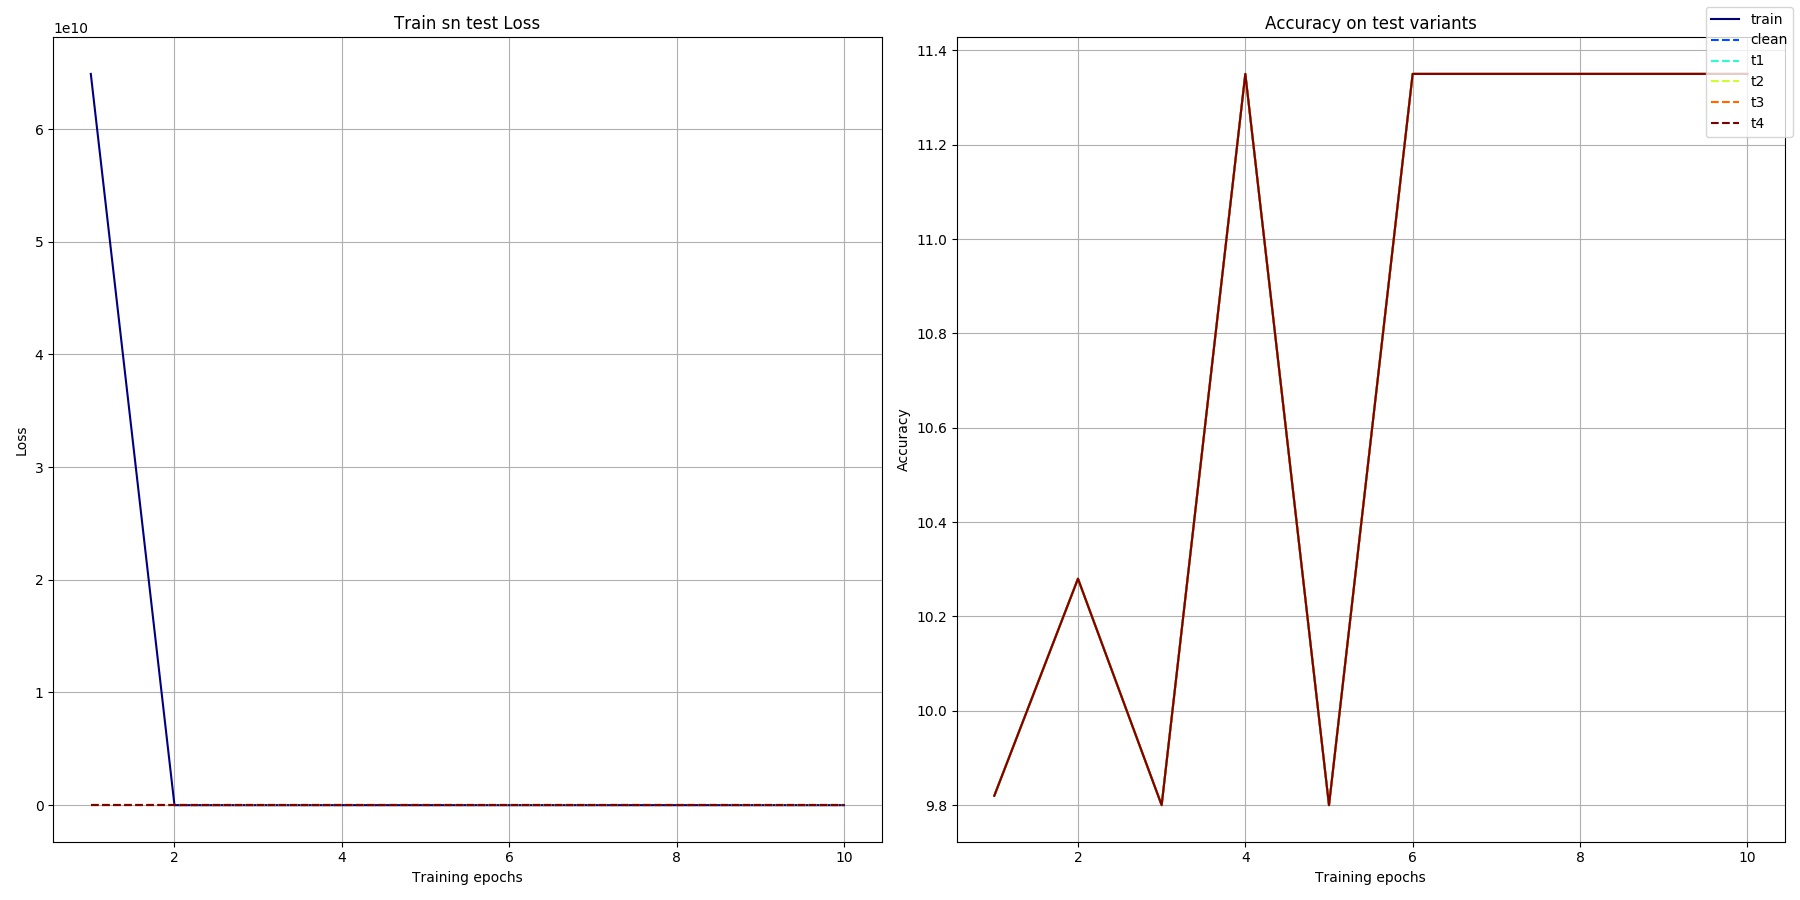 Train sn test Loss
1e10
6
5
4
3
2
1
0
Loss
2 4 6 8 10
Training epochs
Accuracy on test variants
11.4
11.2
11.0
10.8
10.6
10.4
10.2
10.0
9.8
Accuracy
2 4 6 8 10
Training epochs
train
clean
t1
t2
t3
t4